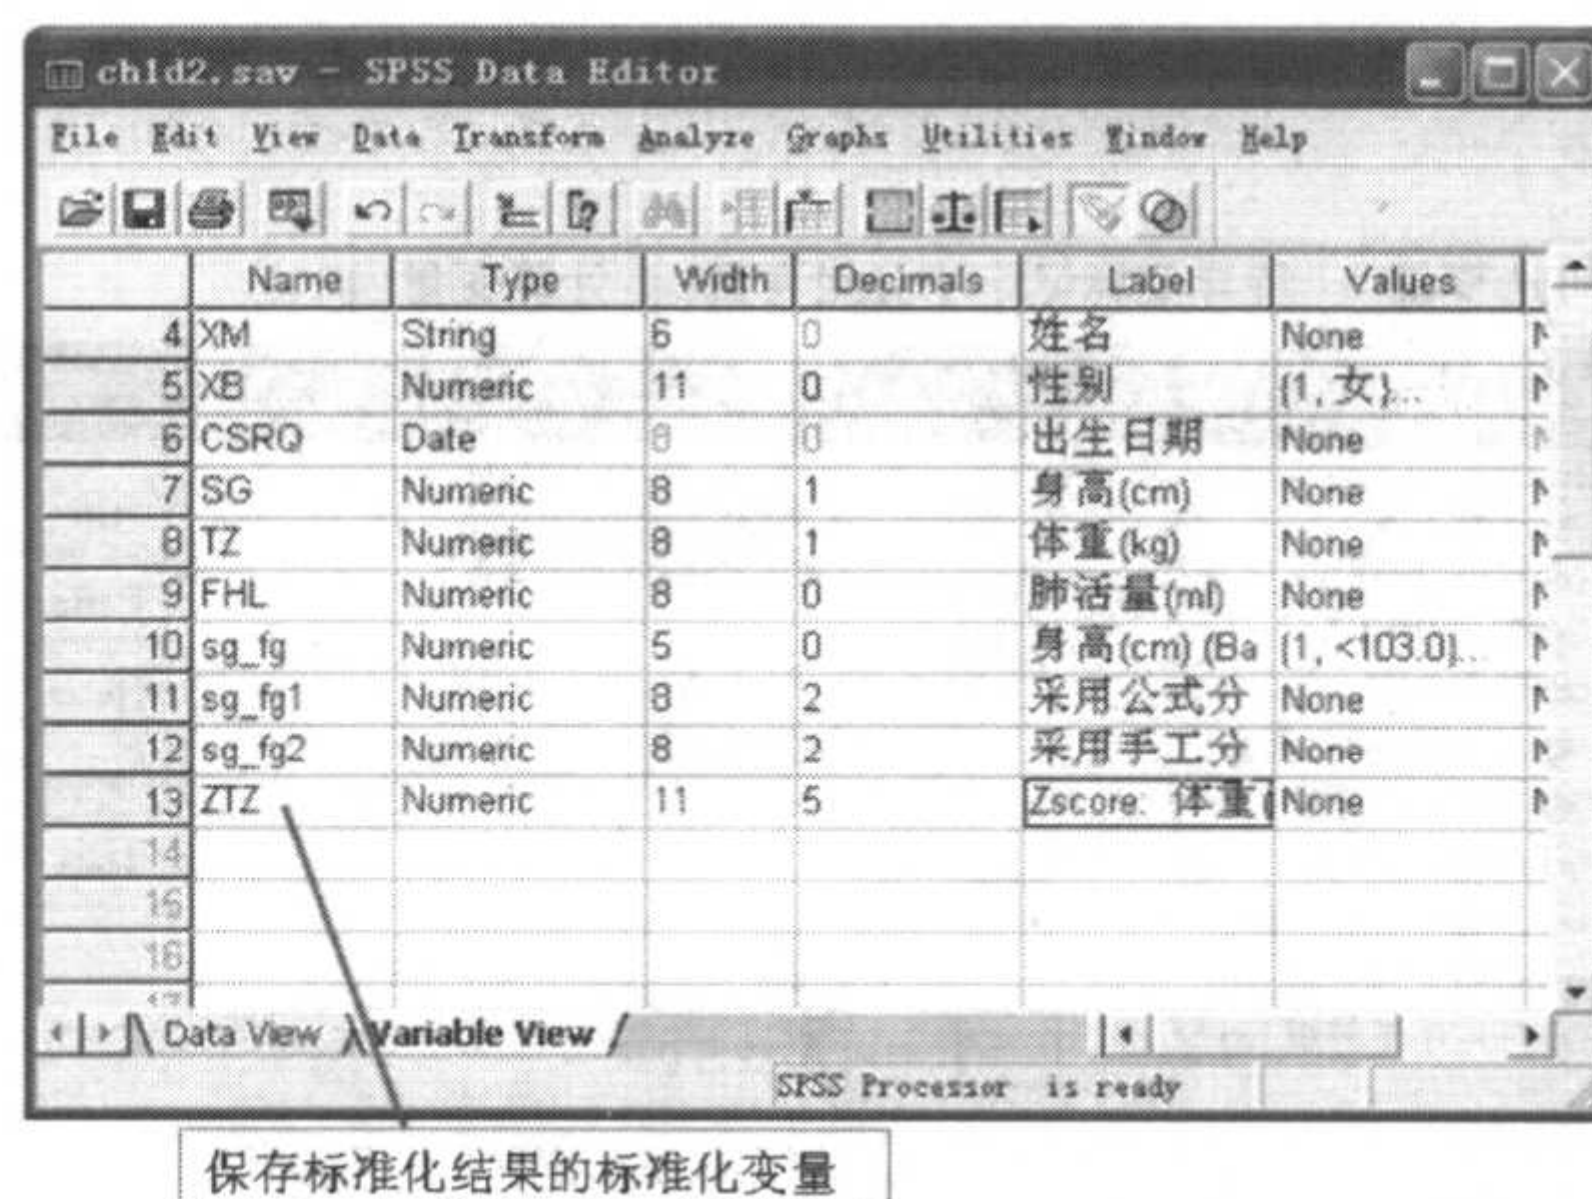 ch1d2.sav - SPSS Data Editor
File Edit View Data Transform Analyze Graphs Utilities Window Help
Name Type Width Decimals Label Values
4 XM String 6 0 姓名 None
5 XB Numeric 11 0 性别 {1, 女}...
6 CSRQ Date 8 0 出生日期 None
7 SG Numeric 8 1 身高(cm) None
8 TZ Numeric 8 1 体重(kg) None
9 FHL Numeric 8 0 肺活量(ml) None
10 sg_fg Numeric 5 0 身高(cm) (Ba {1, <103.0}...
11 sg_fg1 Numeric 8 2 采用公式分 None
12 sg_fg2 Numeric 8 2 采用手工分 None
13 ZTZ Numeric 11 5 Zscore: 体重( None
14
15
16
17
Data View Variable View
SPSS Processor is ready
保存标准化结果的标准化变量